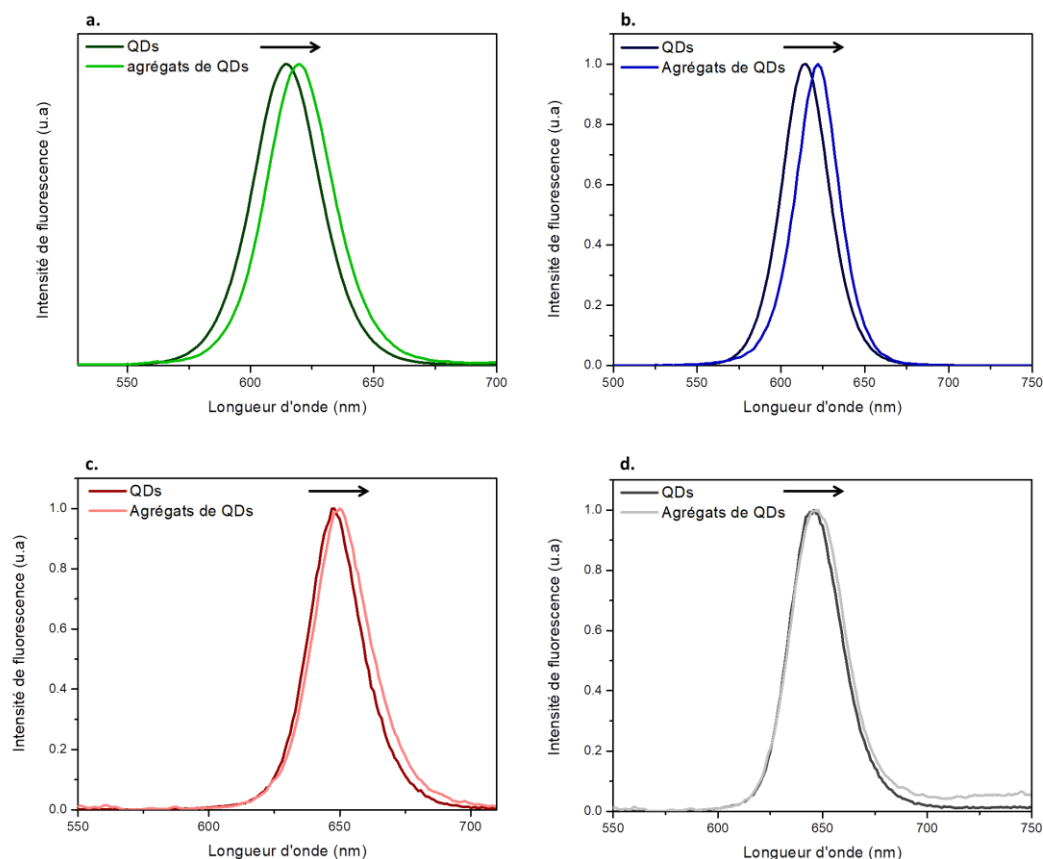 a.
QDs
agrégats de QDs
Intensité de fluorescence (u.a)
550
600
650
700
Longueur d'onde (nm)
b.
QDs
Agrégats de QDs
Intensité de fluorescence (u.a)
1.0
0.8
0.6
0.4
0.2
0.0
500
550
600
650
700
750
Longueur d'onde (nm)
c.
QDs
Agrégats de QDs
Intensité de fluorescence (u.a)
1.0
0.8
0.6
0.4
0.2
0.0
550
600
650
700
Longueur d'onde (nm)
d.
QDs
Agrégats de QDs
Intensité de fluorescence (u.a)
1.0
0.8
0.6
0.4
0.2
0.0
550
600
650
700
750
Longueur d'onde (nm)